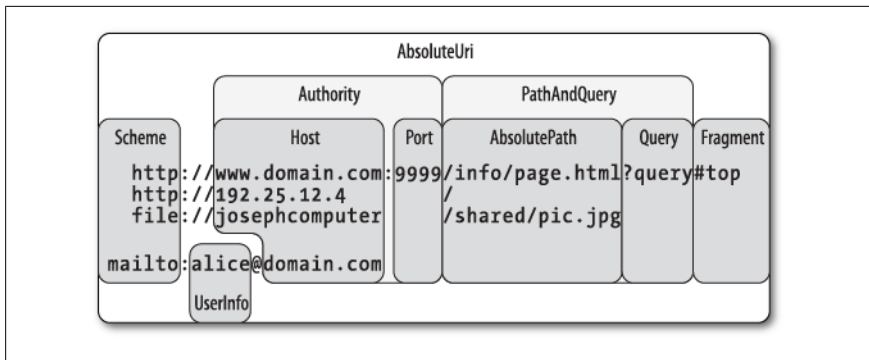 AbsoluteUri
Authority PathAndQuery
Scheme Host Port AbsolutePath Query Fragment
http://www.domain.com:9999/info/page.html?query#top
http://192.25.12.4 /
file://josephcomputer /shared/pic.jpg
mailto:alice@domain.com
UserInfo